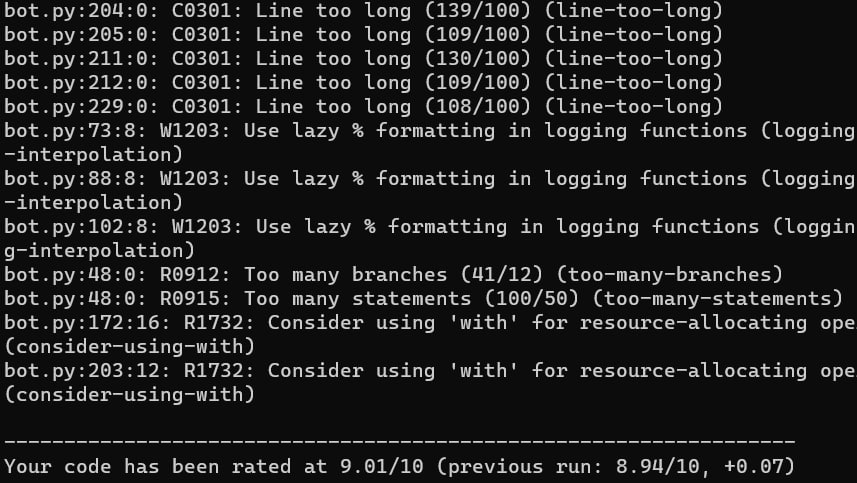 bot.py:204:0: C0301: Line too long (139/100) (line-too-long)
bot.py:205:0: C0301: Line too long (109/100) (line-too-long)
bot.py:211:0: C0301: Line too long (130/100) (line-too-long)
bot.py:212:0: C0301: Line too long (109/100) (line-too-long)
bot.py:229:0: C0301: Line too long (108/100) (line-too-long)
bot.py:73:8: W1203: Use lazy % formatting in logging functions (logging
-interpolation)
bot.py:88:8: W1203: Use lazy % formatting in logging functions (logging
-interpolation)
bot.py:102:8: W1203: Use lazy % formatting in logging functions (loggin
g-interpolation)
bot.py:48:0: R0912: Too many branches (41/12) (too-many-branches)
bot.py:48:0: R0915: Too many statements (100/50) (too-many-statements)
bot.py:172:16: R1732: Consider using 'with' for resource-allocating ope
(consider-using-with)
bot.py:203:12: R1732: Consider using 'with' for resource-allocating ope
(consider-using-with)
------------------------------------------------------------------
Your code has been rated at 9.01/10 (previous run: 8.94/10, +0.07)